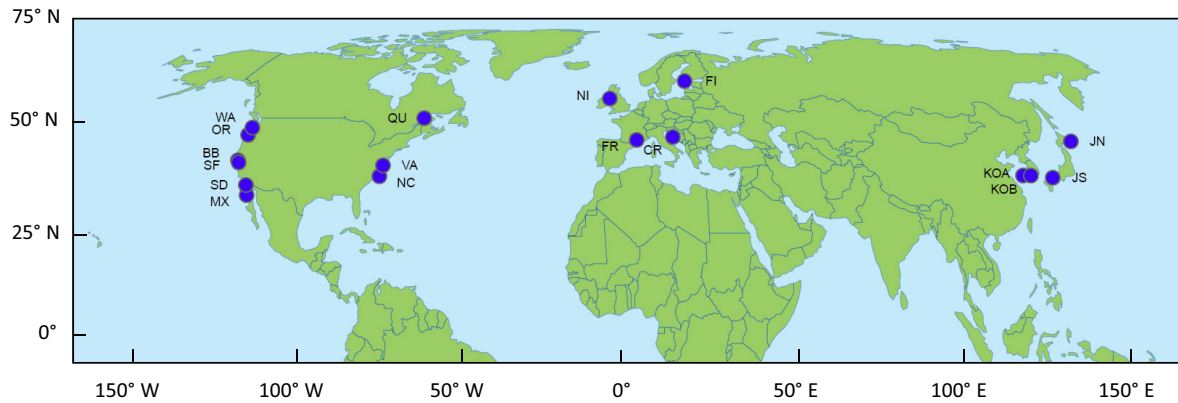 75° N
FI
NI
WA
QU
50° N
OR
JN
FR
CR
BB
SF
VA
KOA
SD
NC
JS
KOB
MX
25° N
0°
150° W
100° W
50° W
0°
50° E
100° E
150° E